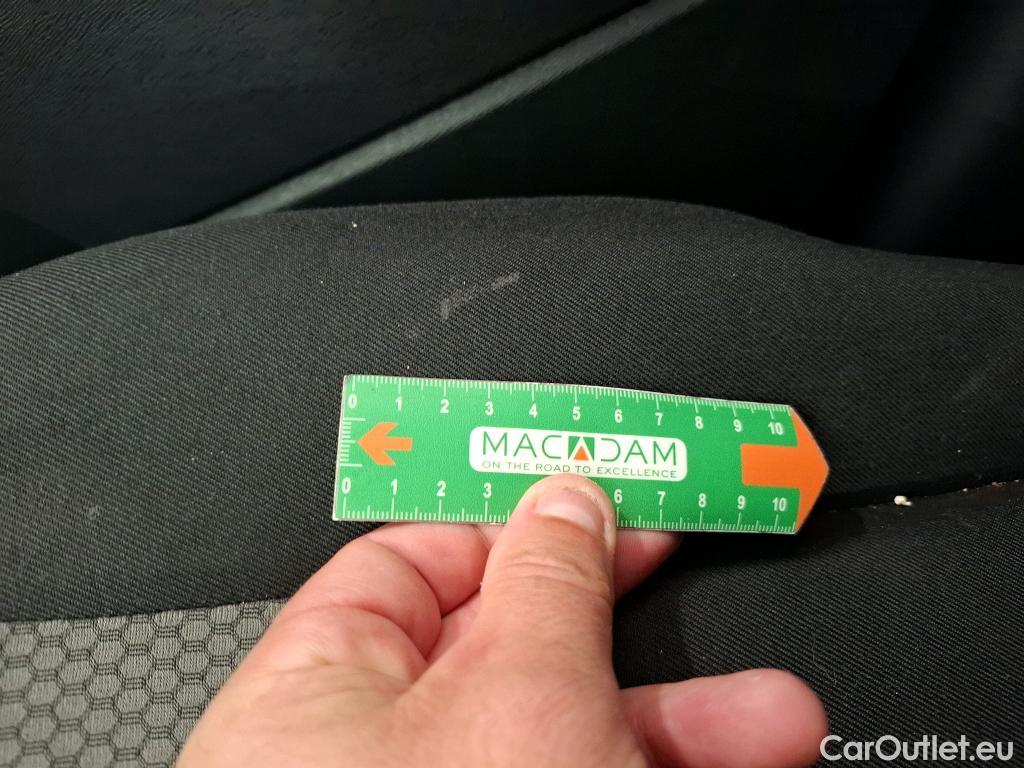 0 1 2 3 4 5 6 7 8 9 10
MACADAM
ON THE ROAD TO EXCELLENCE
0 1 2 3 6 7 8 9 10
CarOutlet.eu